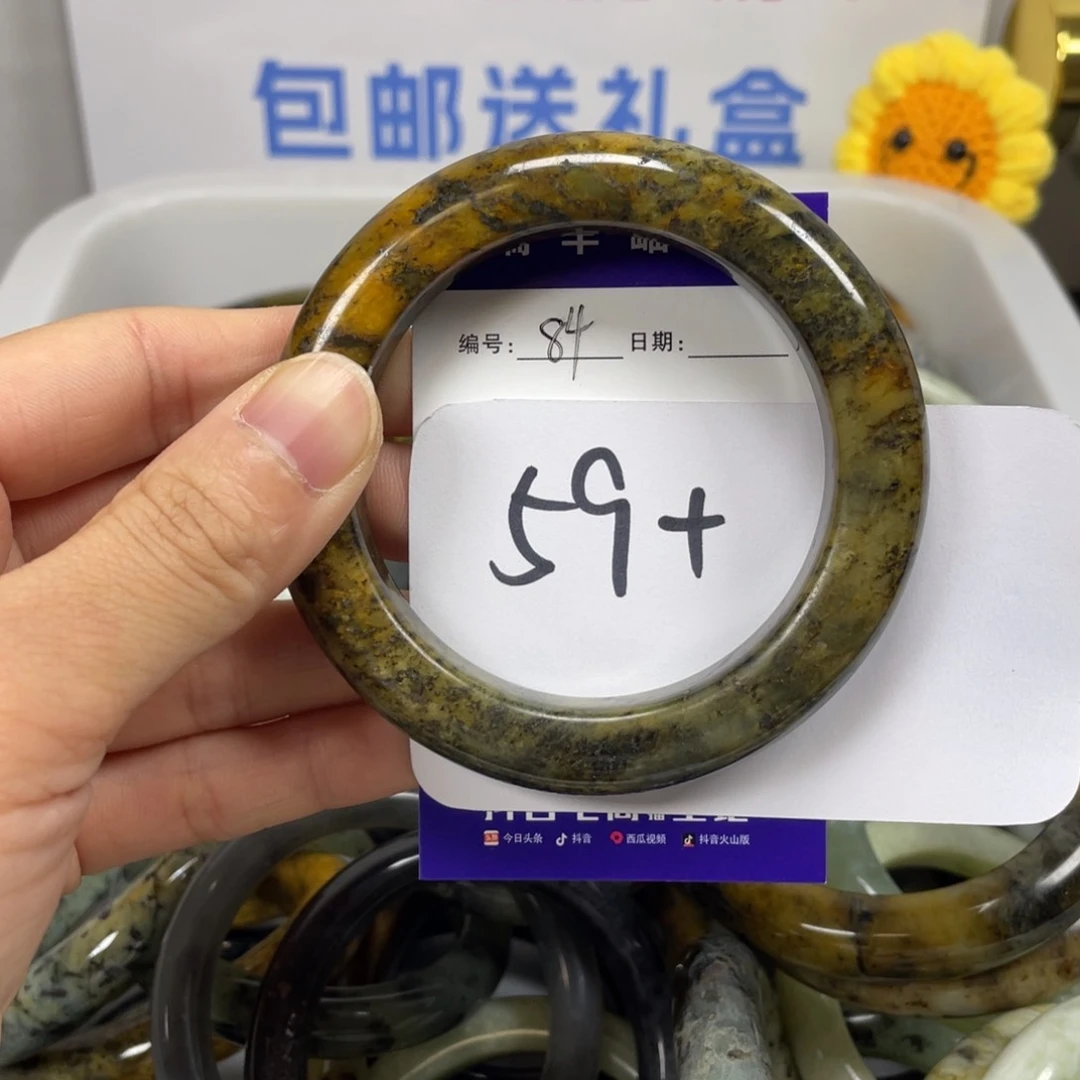 包邮送礼盒
编号: 84 日期:
59+
今日头条 抖音 西瓜视频 抖音火山版